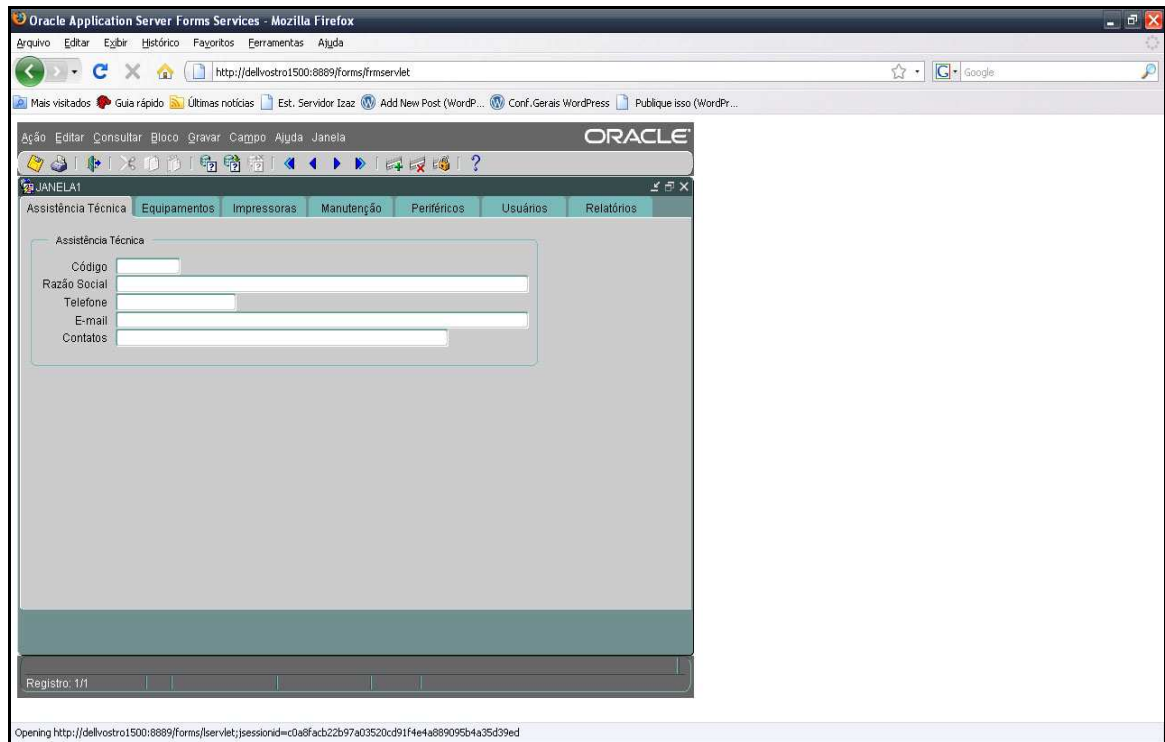 Oracle Application Server Forms Services - Mozilla Firefox
Arquivo Editar Exibir Histórico Favoritos Ferramentas Ajuda
http://dellvostro1500:8889/forms/frmservlet
Google
Mais visitados Guia rápido Últimas notícias Est. Servidor Izaz Add New Post (WordP... Conf.Gerais WordPress Publique isso (WordPr...
Ação Editar Consultar Bloco Gravar Campo Ajuda Janela ORACLE
JANELA1
Assistência Técnica Equipamentos Impressoras Manutenção Periféricos Usuários Relatórios
Assistência Técnica
Código
Razão Social
Telefone
E-mail
Contatos
Registro: 1/1
Opening http://dellvostro1500:8889/forms/lservlet;jsessionid=c0a8facb22b97a03520cd91f4e4a889095b4a35d39ed